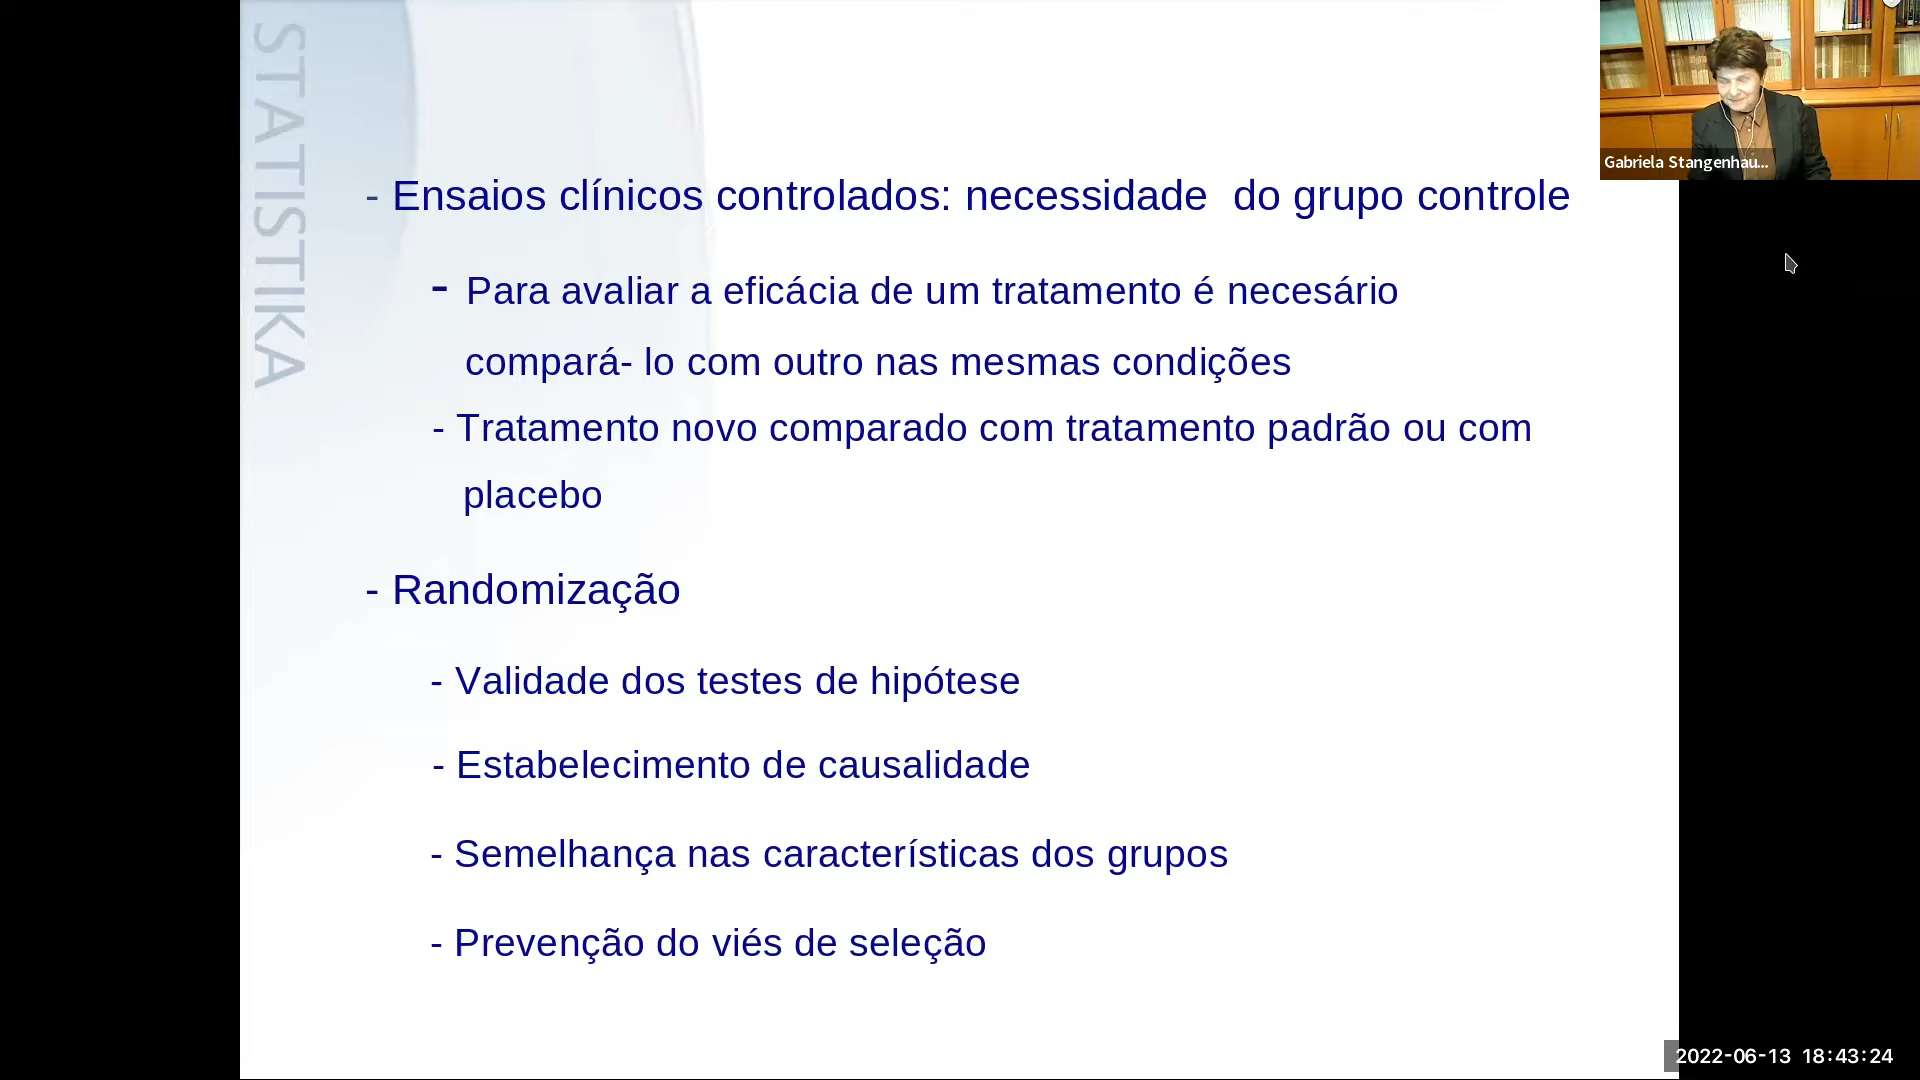 STATISTIKA
- Ensaios clínicos controlados: necessidade  do grupo controle
- Para avaliar a eficácia de um tratamento é necesário
compará- lo com outro nas mesmas condições
- Tratamento novo comparado com tratamento padrão ou com
placebo
- Randomização
- Validade dos testes de hipótese
- Estabelecimento de causalidade
- Semelhança nas características dos grupos
- Prevenção do viés de seleção
Gabriela Stangenhau...
2022-06-13 18:43:24